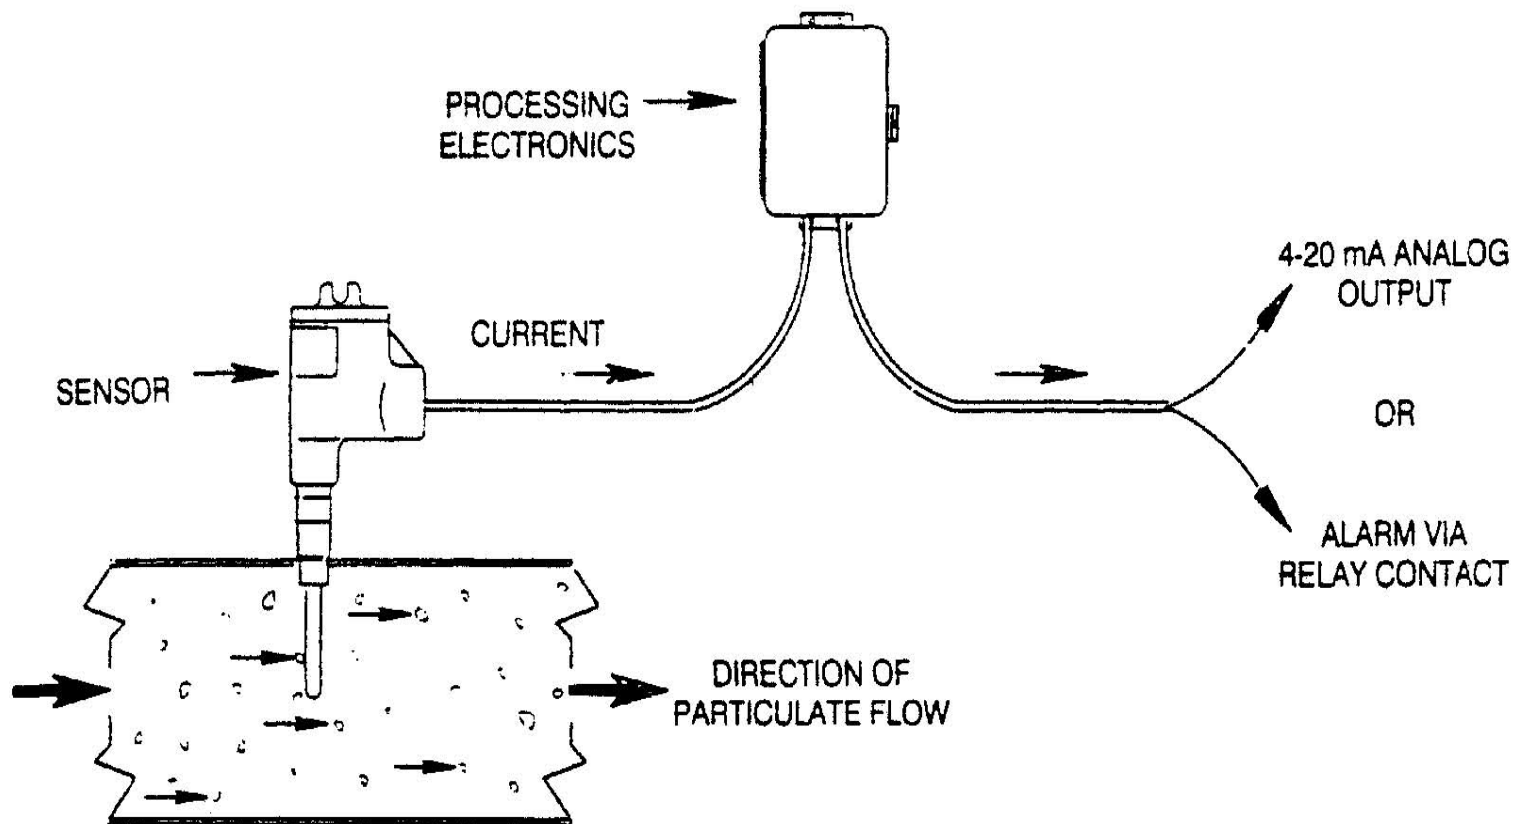 PROCESSING
ELECTRONICS
4-20 mA ANALOG
OUTPUT
CURRENT
SENSOR
OR
ALARM VIA
RELAY CONTACT
DIRECTION OF
PARTICULATE FLOW